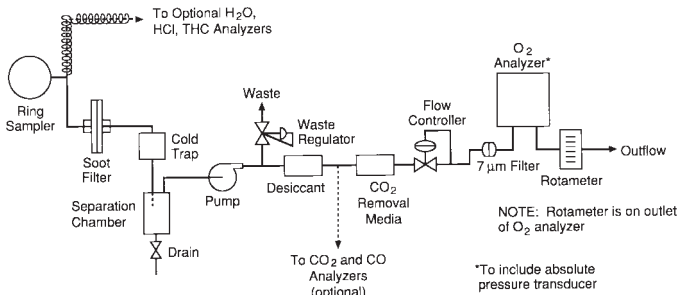 To Optional H2O,
HCl, THC Analyzers
O2
Analyzer*
Ring
Sampler
Waste
Waste
Regulator
Flow
Controller
Cold
Trap
Soot
Filter
Outflow
7 µm Filter
Rotameter
Desiccant
CO2
Removal
Media
Pump
Separation
Chamber
Drain
NOTE: Rotameter is on outlet
of O2 analyzer
To CO2 and CO
Analyzers
(optional)
*To include absolute
pressure transducer